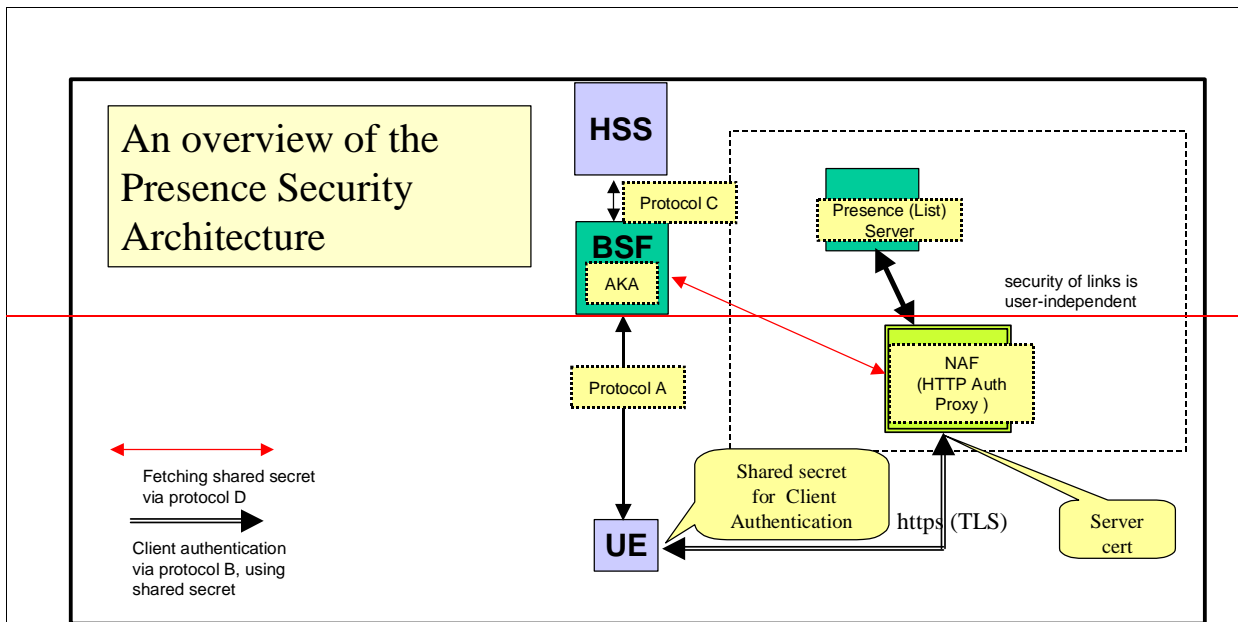 An overview of the
Presence Security
Architecture
HSS
Protocol C
BSF
AKA
Presence (List)
Server
security of links is
user-independent
NAF
(HTTP Auth
Proxy )
Protocol A
Fetching shared secret
via protocol D
Client authentication
via protocol B, using
shared secret
Shared secret
for Client
Authentication
UE
https (TLS)
Server
cert